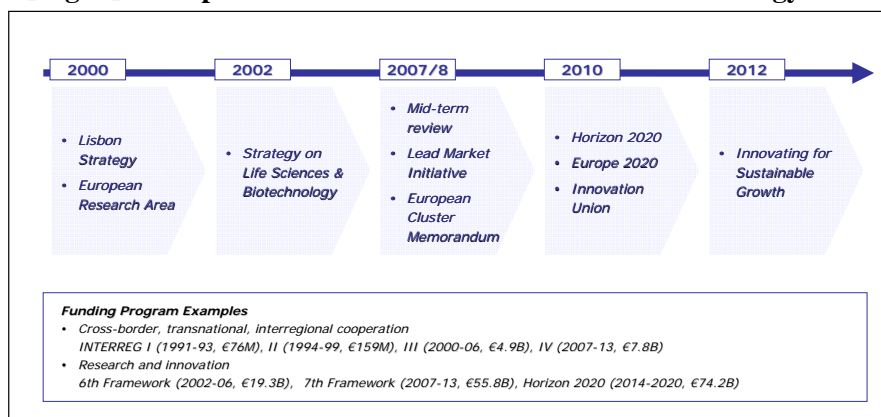 2000
2002
2007/8
2010
2012
• Lisbon
Strategy
• European
Research Area
• Strategy on
Life Sciences &
Biotechnology
• Mid-term
review
• Lead Market
Initiative
• European
Cluster
Memorandum
• Horizon 2020
• Europe 2020
• Innovation
Union
• Innovating for
Sustainable
Growth
Funding Program Examples
• Cross-border, transnational, interregional cooperation
INTERREG I (1991-93, €76M), II (1994-99, €159M), III (2000-06, €4.9B), IV (2007-13, €7.8B)
• Research and innovation
6th Framework (2002-06, €19.3B), 7th Framework (2007-13, €55.8B), Horizon 2020 (2014-2020, €74.2B)